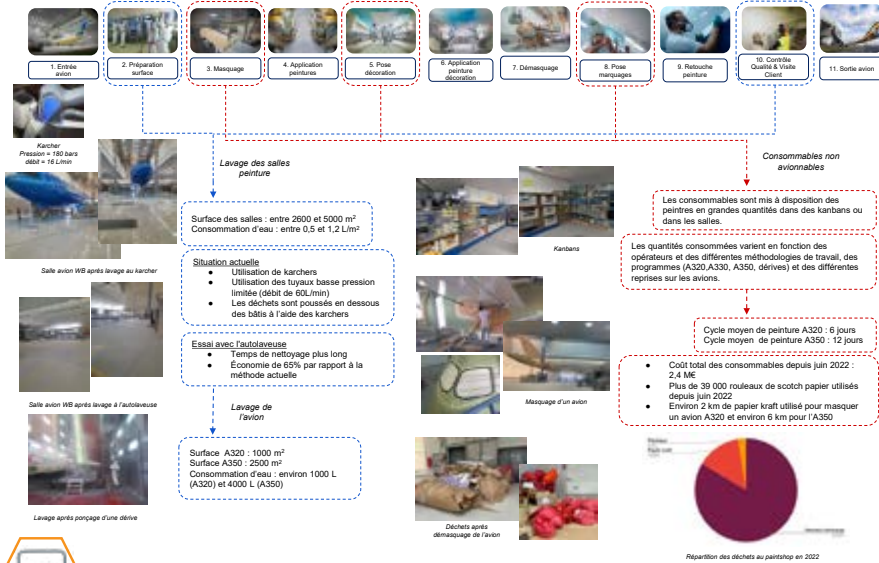 1. Entrée
avion
2. Préparation
surface
3. Masquage
4. Application
peintures
5. Pose
décoration
6. Application
peinture
décoration
7. Démasquage
8. Pose
marquages
9. Retouche
peinture
10. Contrôle
Qualité & Visite
Client
11. Sortie avion
Karcher
Pression = 180 bars
débit = 16 L/min
Lavage des salles
peinture
Surface des salles : entre 2600 et 5000 m²
Consommation d'eau : entre 0,5 et 1,2 L/m²
Salle avion WB après lavage au karcher
Situation actuelle
Utilisation de karchers
Utilisation des tuyaux basse pression
limitée (débit de 60L/min)
Les déchets sont poussés en dessous
des bâtis à l'aide des karchers
Essai avec l'autolaveuse
Temps de nettoyage plus long
Économie de 65% par rapport à la
méthode actuelle
Salle avion WB après lavage à l'autolaveuse
Lavage de
l'avion
Surface A320 : 1000 m²
Surface A350 : 2500 m²
Consommation d'eau : environ 1000 L
(A320) et 4000 L (A350)
Lavage après ponçage d'une dérive
Consommables non
avionnables
Kanbans
Les consommables sont mis à disposition des
peintres en grandes quantités dans des kanbans ou
dans les salles.
Les quantités consommées varient en fonction des
opérateurs et des différentes méthodologies de travail, des
programmes (A320,A330, A350, dérives) et des différentes
reprises sur les avions.
Cycle moyen de peinture A320 : 6 jours
Cycle moyen de peinture A350 : 12 jours
Masquage d'un avion
Coût total des consommables depuis juin 2022 :
2,4 M€
Plus de 39 000 rouleaux de scotch papier utilisés
depuis juin 2022
Environ 2 km de papier kraft utilisé pour masquer
un avion A320 et environ 6 km pour l'A350
Déchets après
démasquage de l'avion
Répartition des déchets au paintshop en 2022